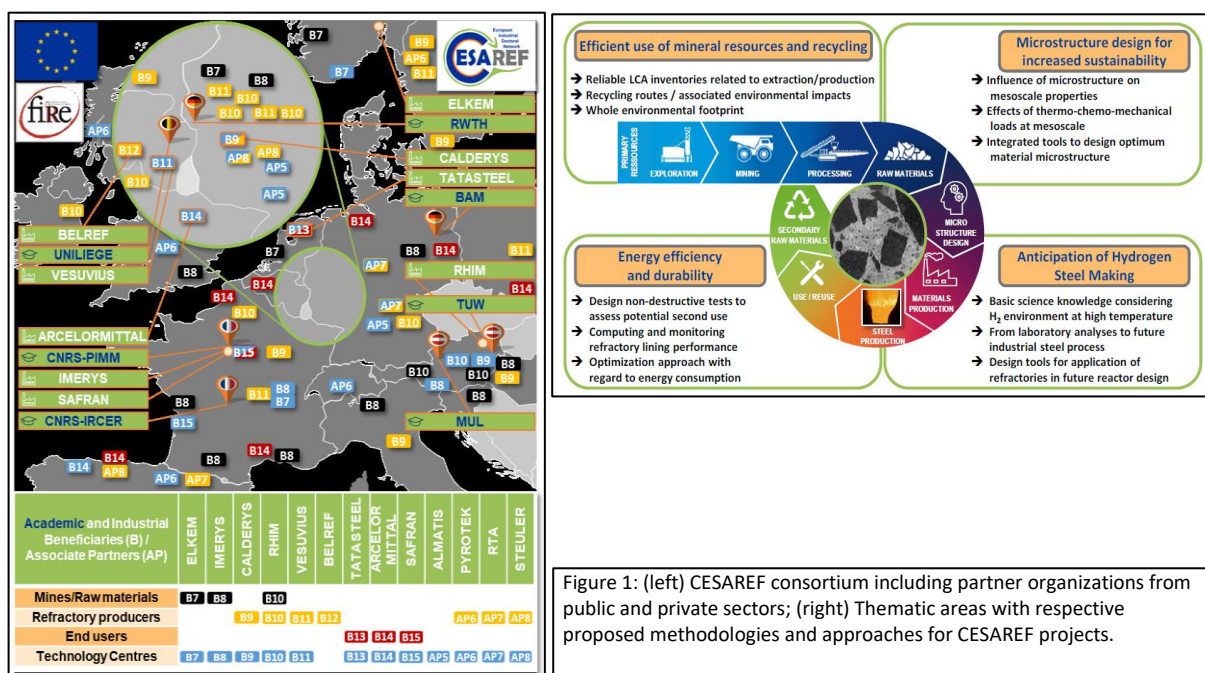 European
Industrial
Doctoral
Network
CESAREF
fiRe
B7
B9
AP6
B11
B9
B7
B8
B11
B10
B10
B11
B10
B7
ELKEM
RWTH
AP6
B12
B10
B11
B9
AP8
AP8
AP5
AP5
B9
CALDERYS
TATASTEEL
BAM
B10
B14
AP6
B13
B14
BELREF
UNILIEGE
VESUVIUS
B8
B7
B14
B14
B10
AP7
B8
B14
B11
RHIM
B14
TUW
AP7
AP5
B10
ARCELORMITTAL
CNRS-PIMM
IMERYS
SAFRAN
CNRS-IRCER
B15
B9
B11
B8
B7
AP6
B8
B15
B8
B10
B8
B10
B9
B10
B8
B9
B8
MUL
B14
B14
AP8
AP6
AP7
B8
B14
B8
B9
Academic and Industrial
Beneficiaries (B) /
Associate Partners (AP)
ELKEM
IMERYS
CALDERYS
RHIM
VESUVIUS
BELREF
TATASTEEL
ARCELOR
MITTAL
SAFRAN
ALMATIS
PYROTEK
RTA
STEULER
Mines/Raw materials B7 B8 B10
Refractory producers B9 B10 B11 B12 AP6 AP7 AP8
End users B13 B14 B15
Technology Centres B7 B8 B9 B10 B11 B13 B14 B15 AP5 AP6 AP7 AP8
Efficient use of mineral resources and recycling
➔ Reliable LCA inventories related to extraction/production
➔ Recycling routes / associated environmental impacts
➔ Whole environmental footprint
Microstructure design for
increased sustainability
➔ Influence of microstructure on
mesoscale properties
➔ Effects of thermo-chemo-mechanical
loads at mesoscale
➔ Integrated tools to design optimum
material microstructure
PRIMARY
RESSOURCES
EXPLORATION
MINING
PROCESSING
RAW MATERIALS
MICRO
STRUCTURE
DESIGN
MATERIALS
PRODUCTION
STEEL
PRODUCTION
USE / REUSE
SECONDARY
RAW MATERIALS
Energy efficiency
and durability
➔ Design non-destructive tests to
assess potential second use
➔ Computing and monitoring
refractory lining performance
➔ Optimization approach with
regard to energy consumption
Anticipation of Hydrogen
Steel Making
➔ Basic science knowledge considering
H₂ environment at high temperature
➔ From laboratory analyses to future
industrial steel process
➔ Design tools for application of
refractories in future reactor design
Figure 1: (left) CESAREF consortium including partner organizations from
public and private sectors; (right) Thematic areas with respective
proposed methodologies and approaches for CESAREF projects.